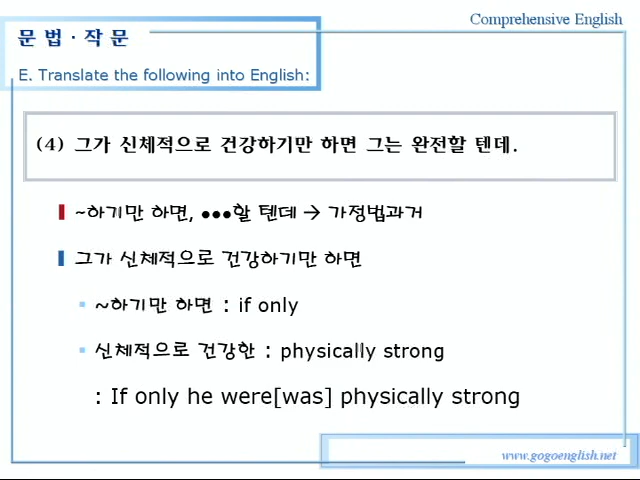 Comprehensive English
문 법 · 작 문
E. Translate the following into English:
(4) 그가 신체적으로 건강하기만 하면 그는 완전할 텐데.
~하기만 하면, ●●●할 텐데 → 가정법과거
그가 신체적으로 건강하기만 하면
~하기만 하면 : if only
신체적으로 건강한 : physically strong
: If only he were[was] physically strong
www.gogoenglish.net